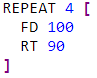 REPEAT 4 [
  FD 100
  RT 90
]